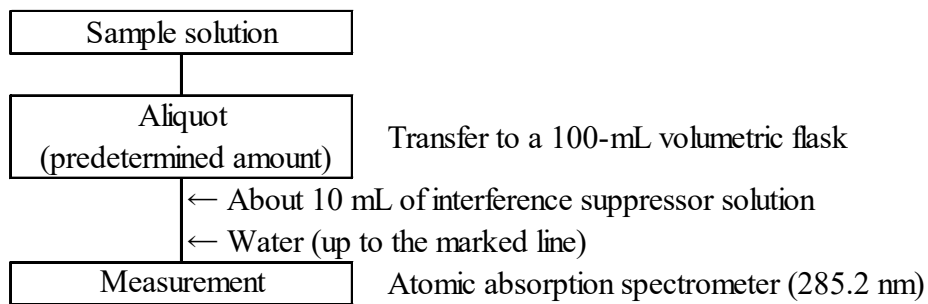 Sample solution
Aliquot
(predetermined amount)
Transfer to a 100-mL volumetric flask
← About 10 mL of interference suppressor solution
← Water (up to the marked line)
Measurement
Atomic absorption spectrometer (285.2 nm)